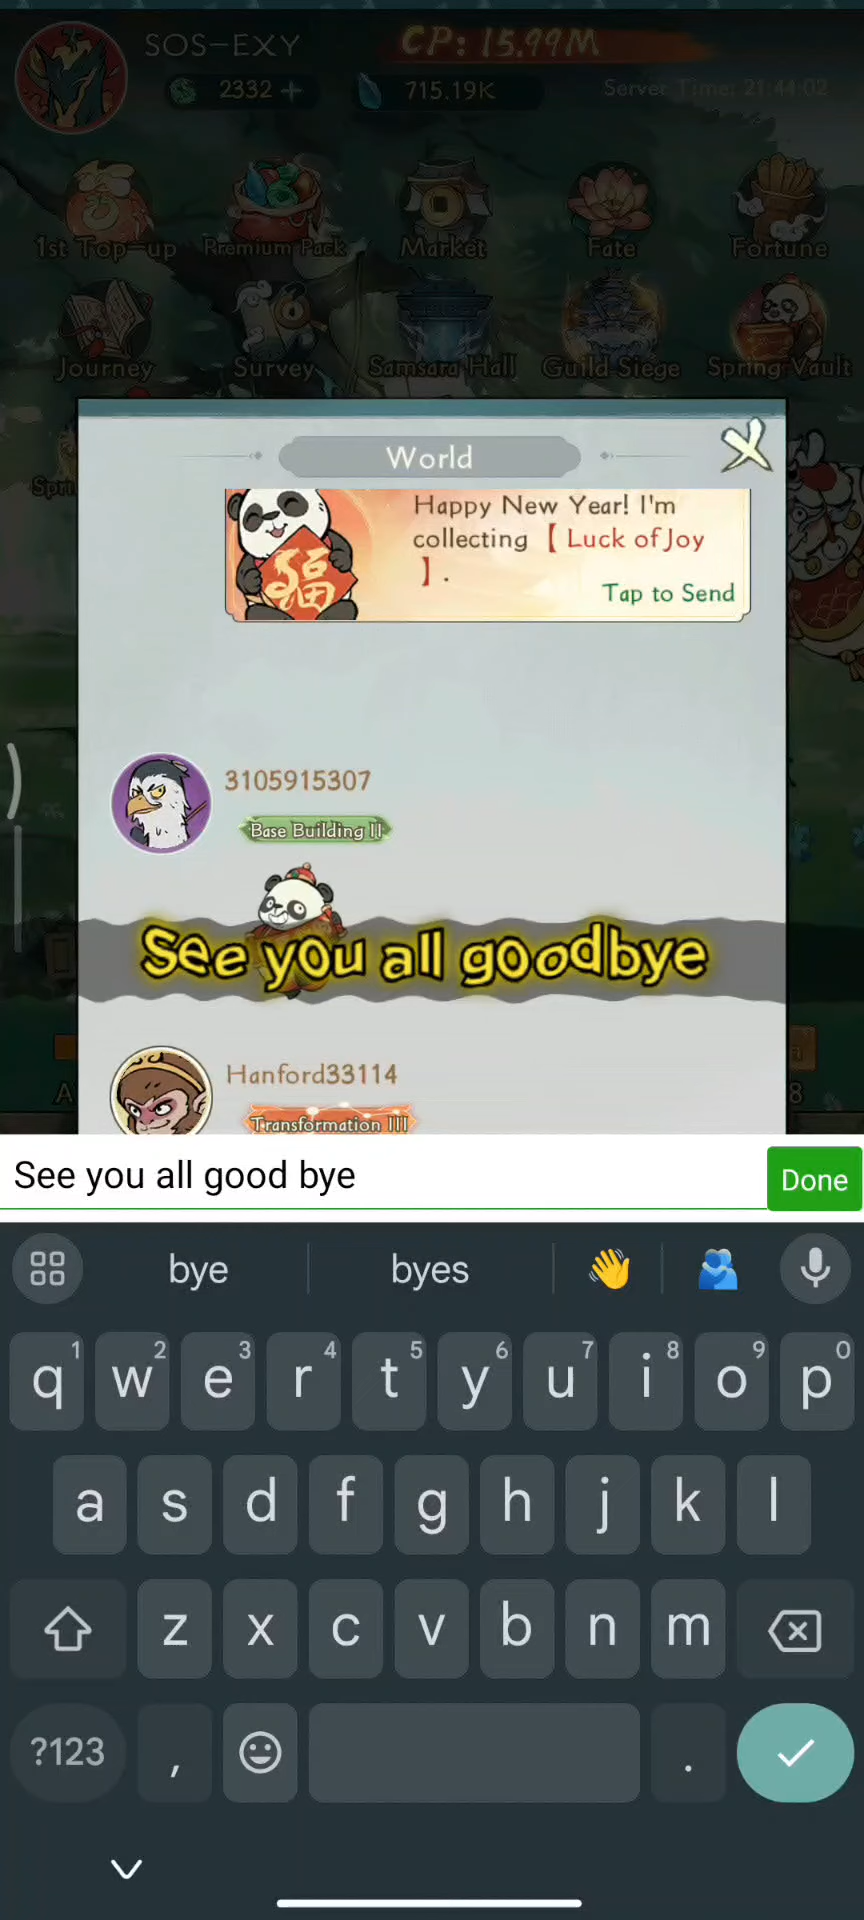 SOS-EXY
CP: 15.99M
2332 +
715.19K
Server Time: 21:44:02
1st Top-up
Premium Pack
Market
Fate
Fortune
Journey
Survey
Samsara Hall
Guild Siege
Spring Vault
Spri
World
Happy New Year! I'm
collecting 【 Luck of Joy
】.
福
Tap to Send
3105915307
Base Building II
See you all goodbye
Hanford33114
Transformation III
A
8
See you all good bye
Done
bye
byes
1 2 3 4 5 6 7 8 9 0
q w e r t y u i o p
a s d f g h j k l
z x c v b n m
?123 , .